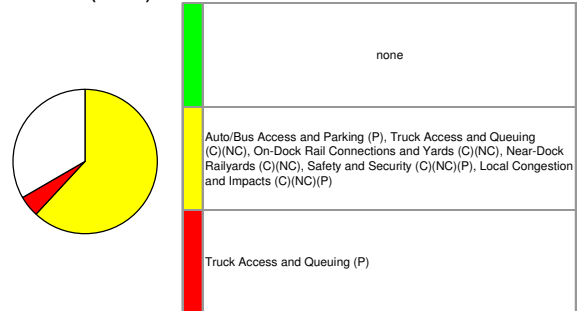 none
Auto/Bus Access and Parking (P), Truck Access and Queuing
(C)(NC), On-Dock Rail Connections and Yards (C)(NC), Near-Dock
Railyards (C)(NC), Safety and Security (C)(NC)(P), Local Congestion
and Impacts (C)(NC)(P)
Truck Access and Queuing (P)